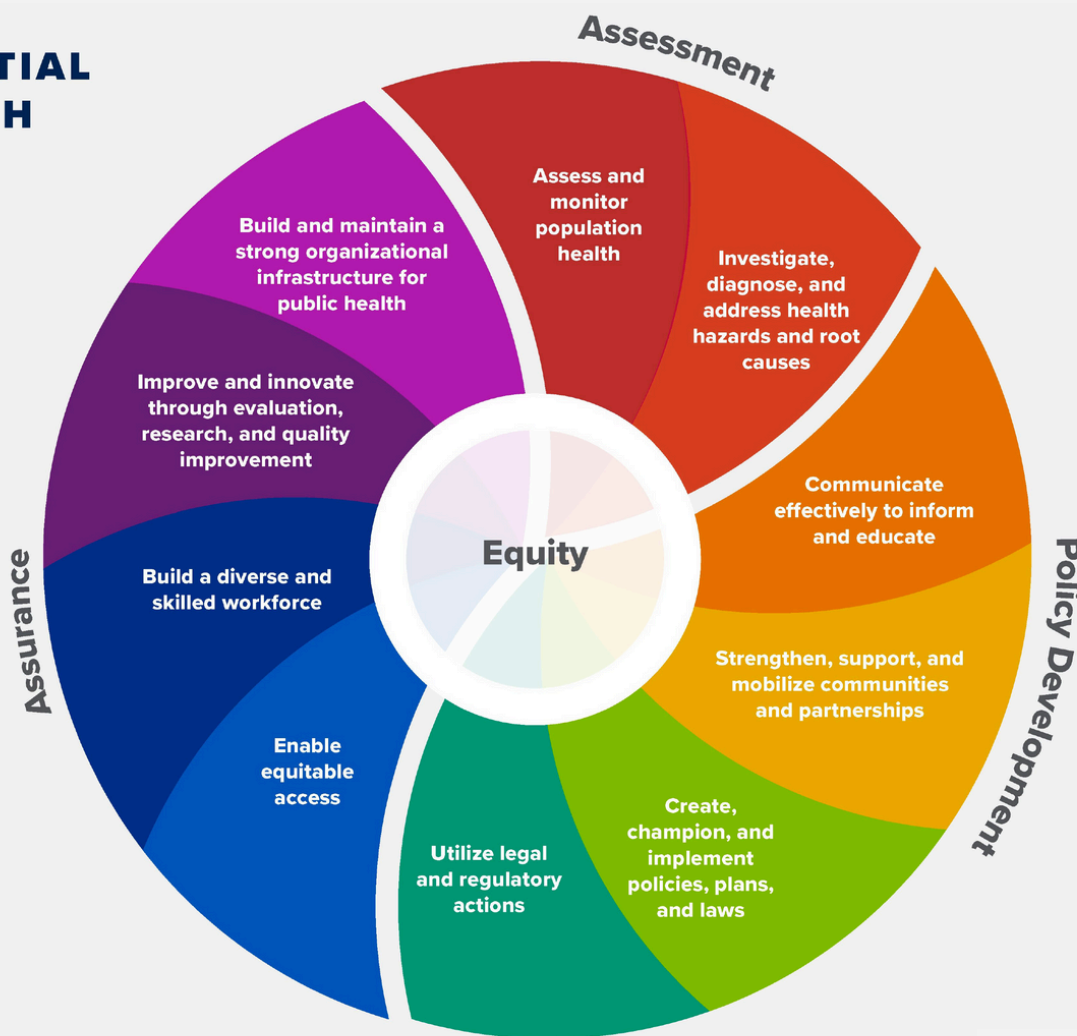 TIAL
H
Assessment
Assess and
monitor
population
health
Investigate,
diagnose, and
address health
hazards and root
causes
Communicate
effectively to inform
and educate
Strengthen, support, and
mobilize communities
and partnerships
Policy Development
Create,
champion, and
implement
policies, plans,
and laws
Utilize legal
and regulatory
actions
Enable
equitable
access
Build a diverse and
skilled workforce
Assurance
Improve and innovate
through evaluation,
research, and quality
improvement
Build and maintain a
strong organizational
infrastructure for
public health
Equity